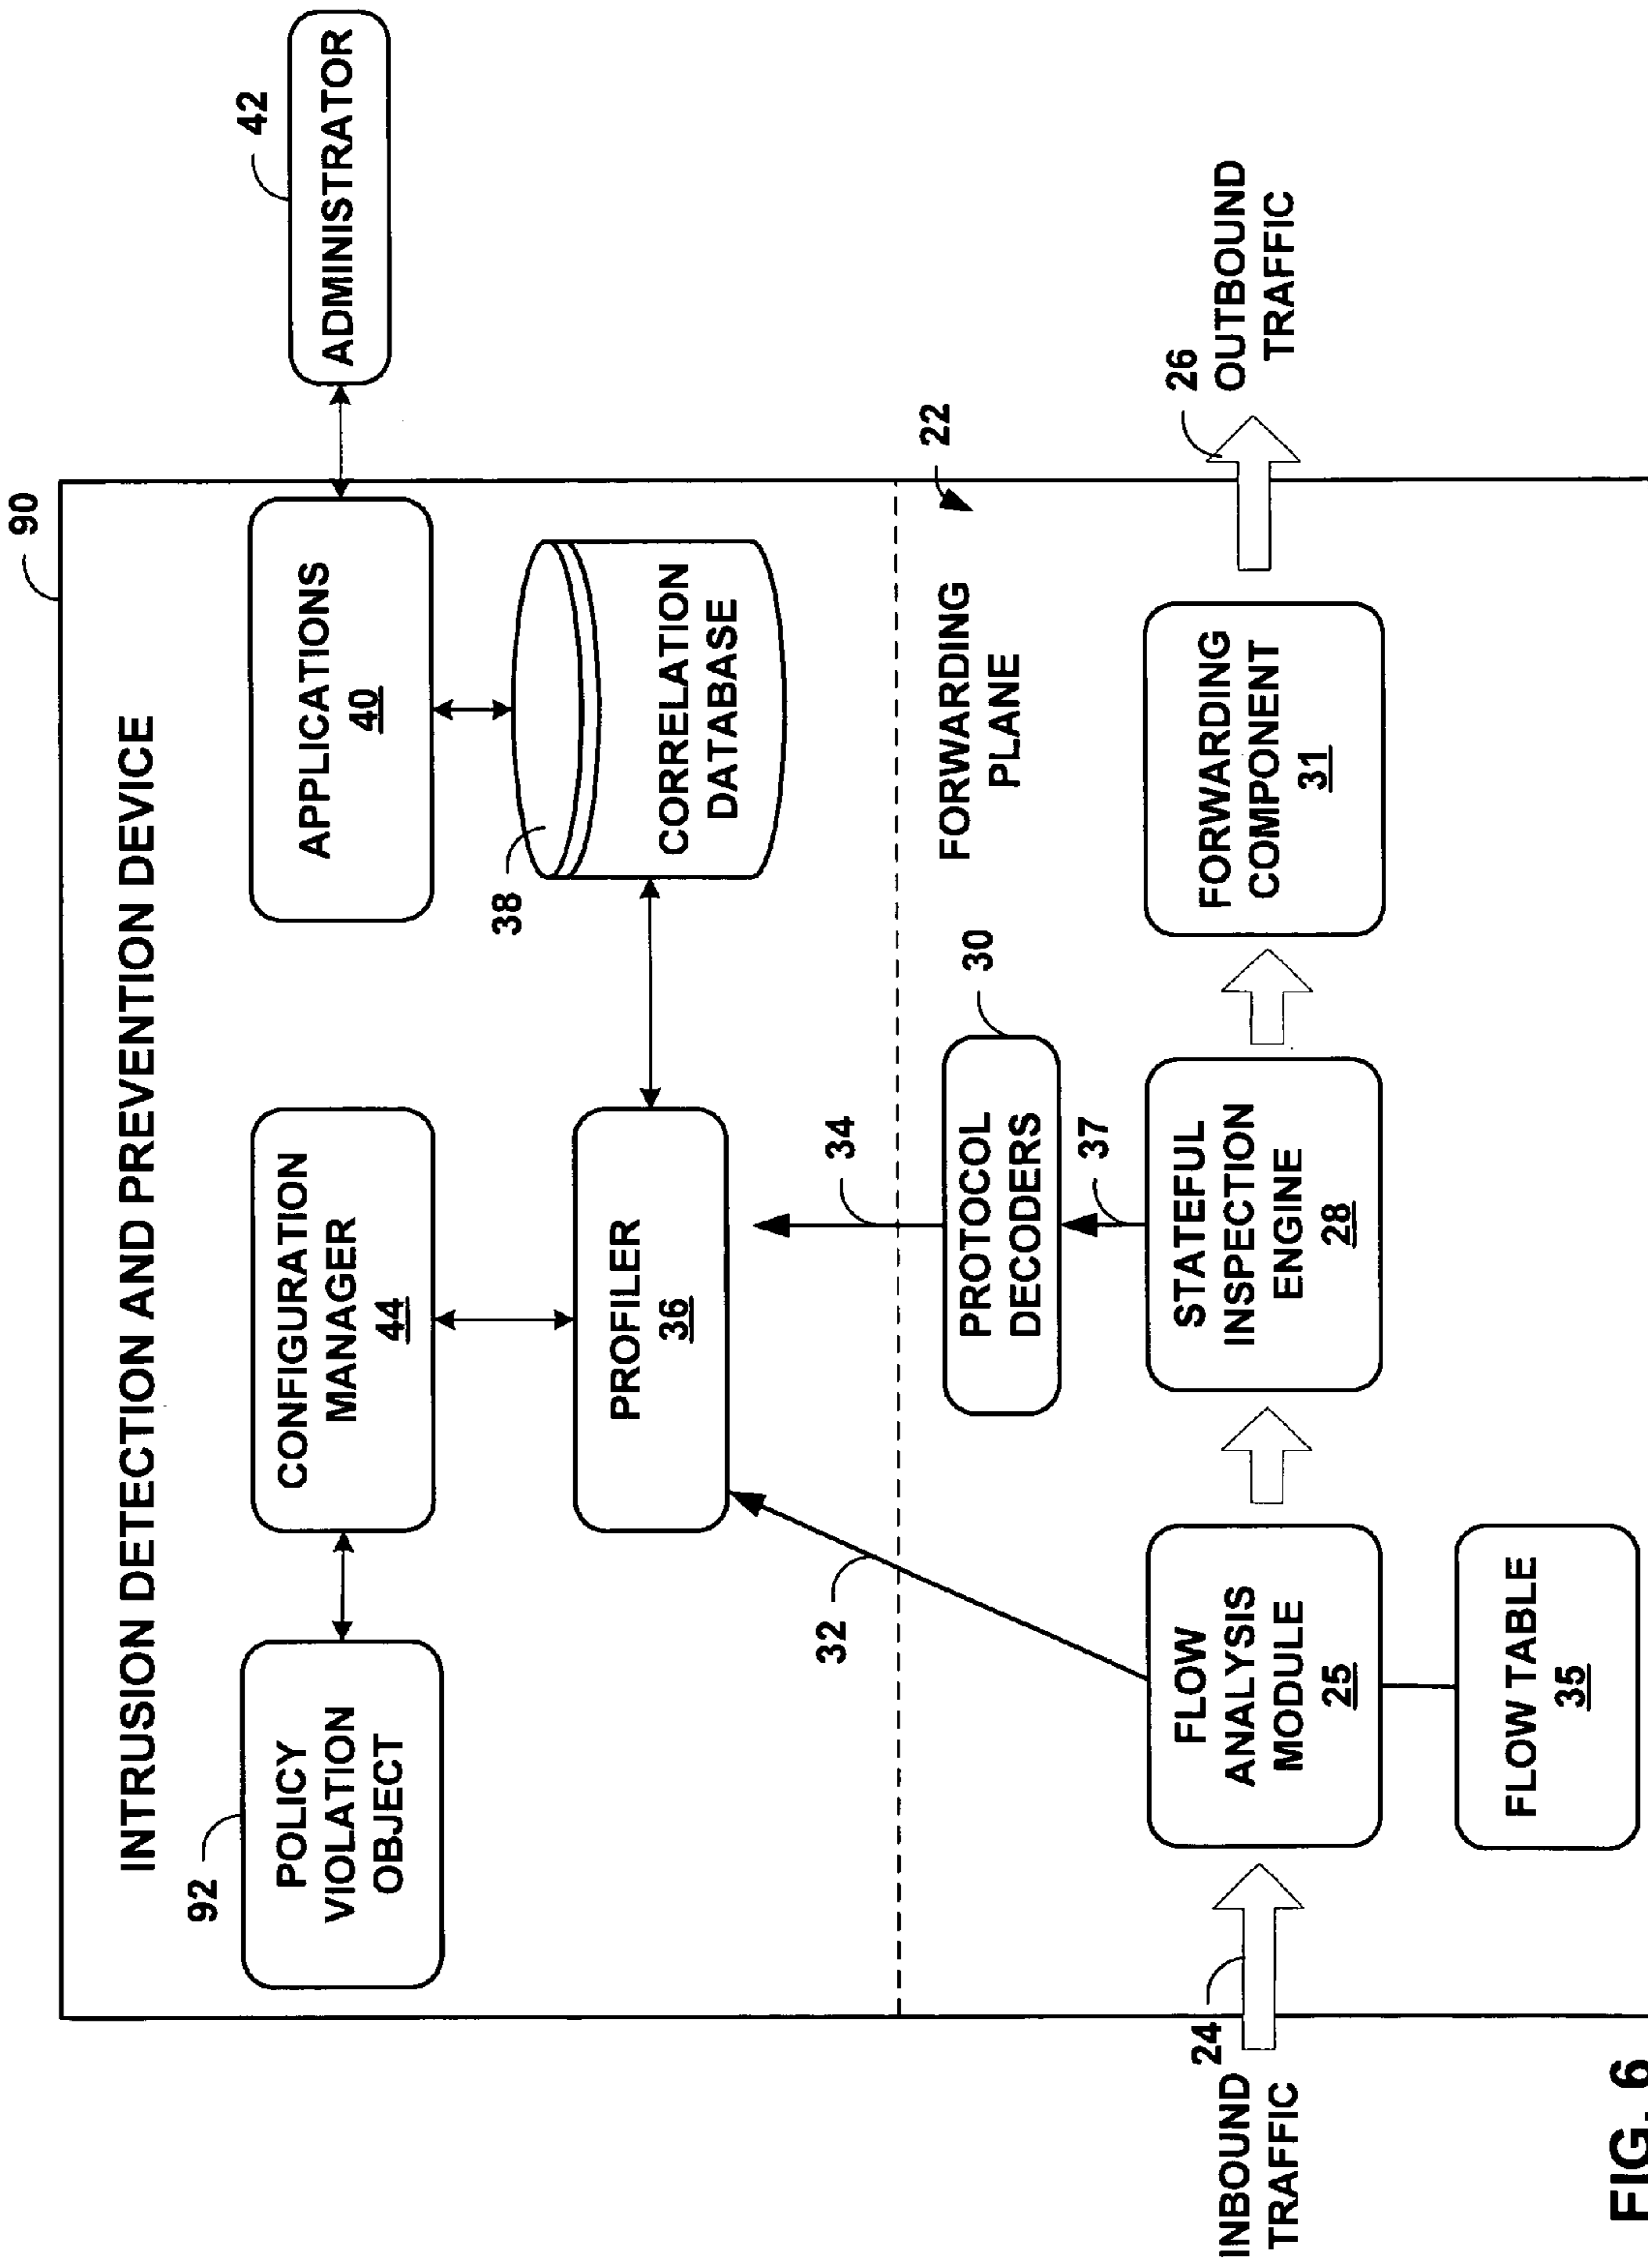 90
INTRUSION DETECTION AND PREVENTION DEVICE
42
ADMINISTRATOR
92
POLICY
VIOLATION
OBJECT
CONFIGURATION
MANAGER
44
APPLICATIONS
40
PROFILER
36
38
CORRELATION
DATABASE
32
34
22
FORWARDING
PLANE
PROTOCOL
DECODERS
30
37
24
INBOUND
TRAFFIC
FLOW
ANALYSIS
MODULE
25
STATEFUL
INSPECTION
ENGINE
28
FORWARDING
COMPONENT
31
26
OUTBOUND
TRAFFIC
FLOW TABLE
35
FIG. 6